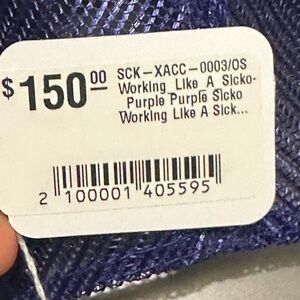 $150.00
SCK-XACC-0003/OS
Working Like A Sicko-
Purple Purple Sicko
Working Like A Sick...
2 100001 405595